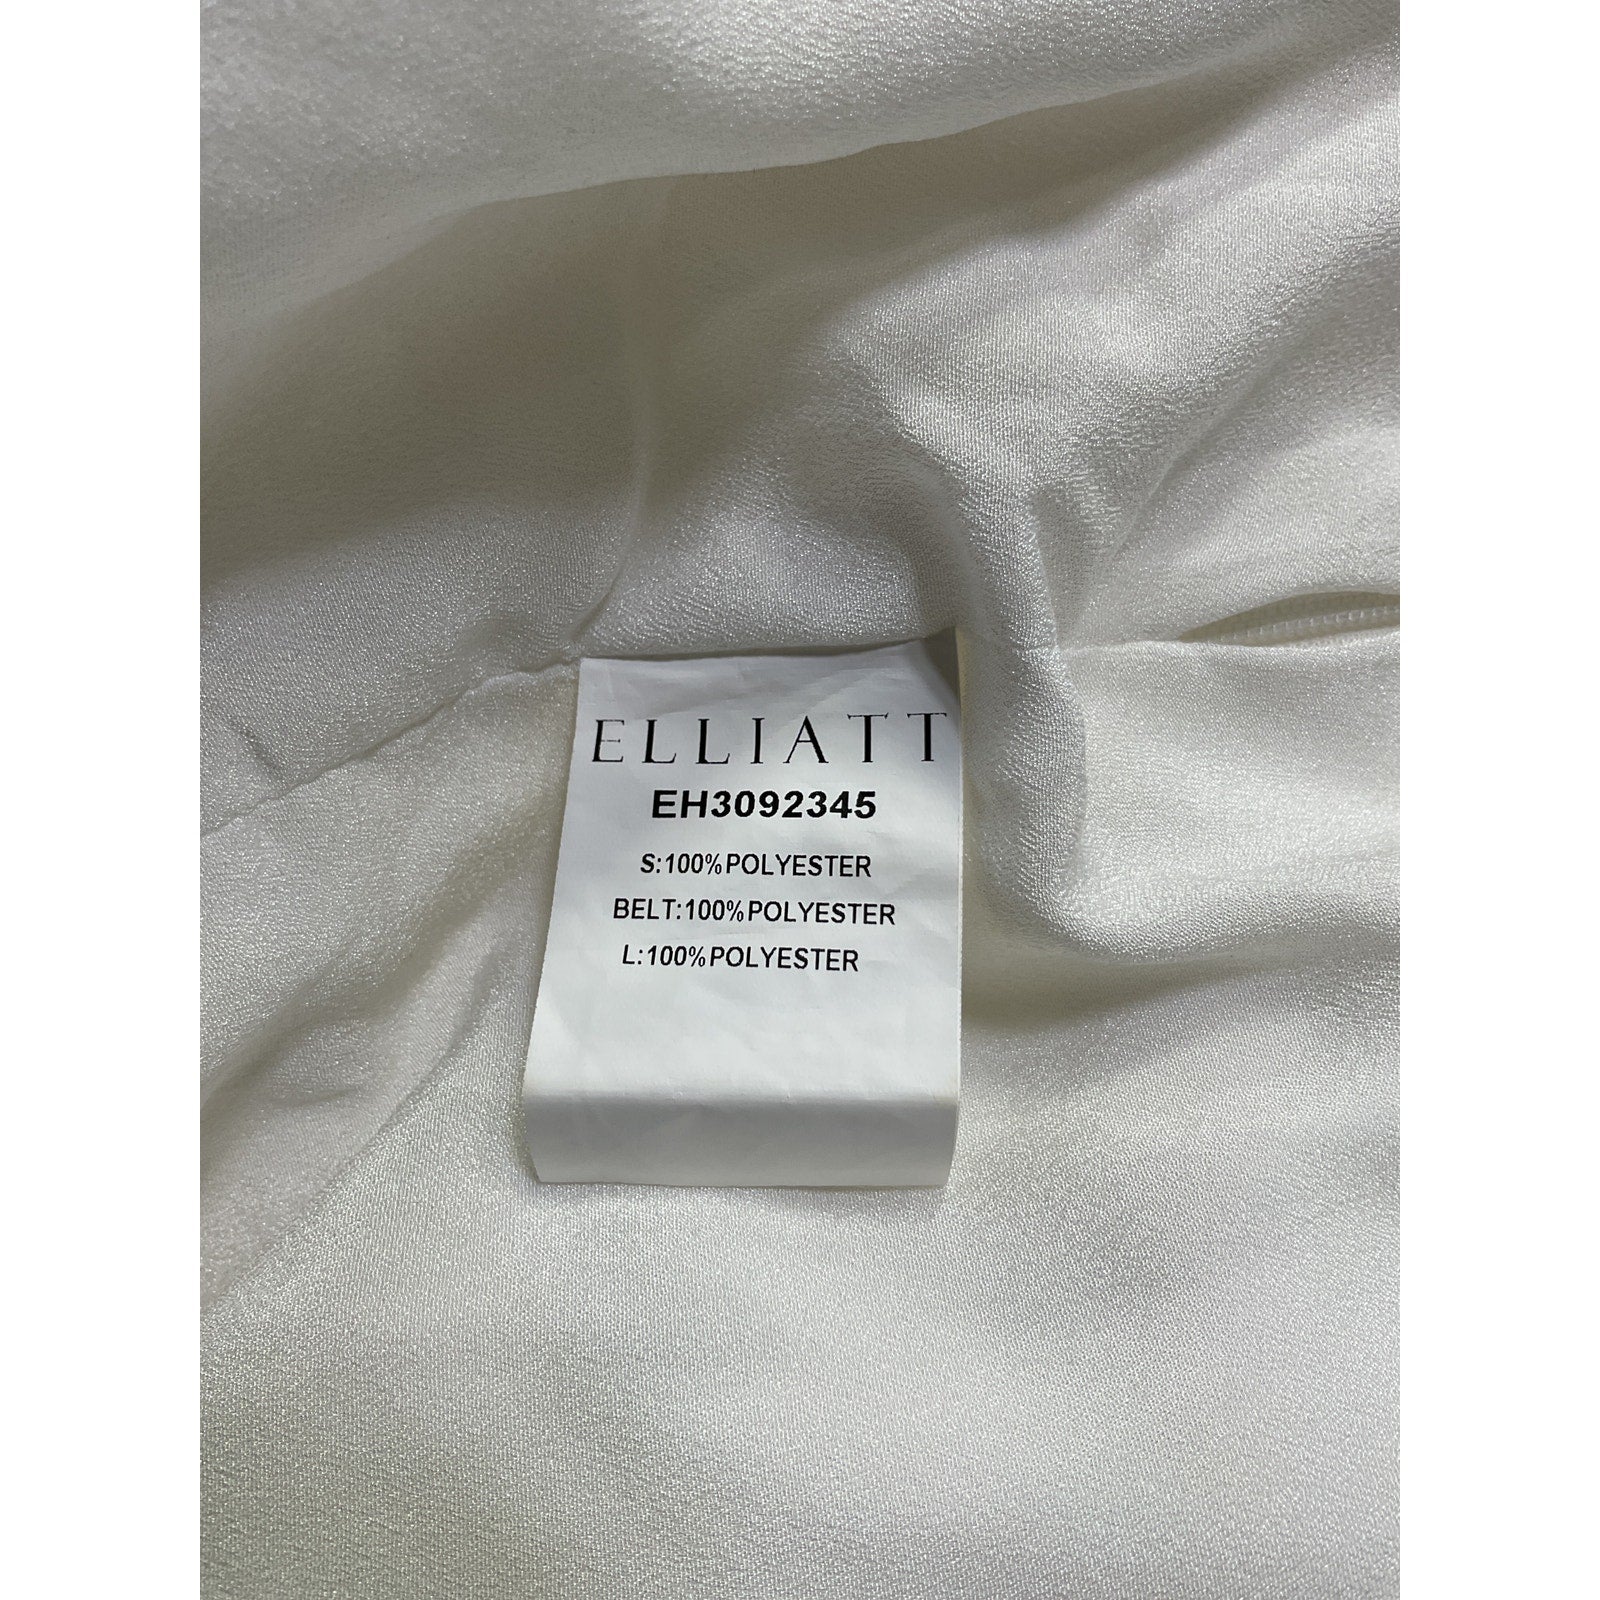 ELLIATT
EH3092345
S:100%POLYESTER
BELT:100%POLYESTER
L:100%POLYESTER